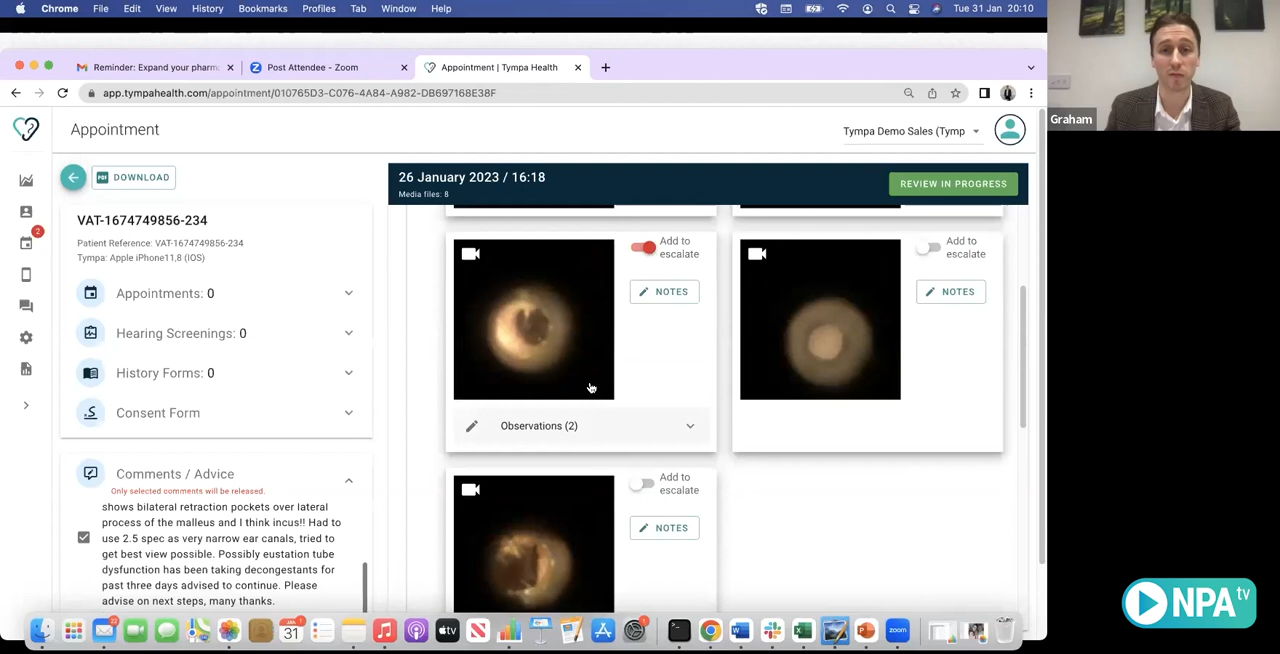 Chrome File Edit View History Bookmarks Profiles Tab Window Help
Tue 31 Jan 20:10
Reminder: Expand your pharm
Post Attendee - Zoom
Appointment | Tympa Health
app.tympahealth.com/appointment/010765D3-C076-4A84-A982-DB697168E38F
Graham
Appointment
Tympa Demo Sales (Tymp
2
PDF DOWNLOAD
26 January 2023 / 16:18
Media files: 8
REVIEW IN PROGRESS
VAT-1674749856-234
Patient Reference: VAT-1674749856-234
Tympa: Apple iPhone11,8 (IOS)
Appointments: 0
Hearing Screenings: 0
History Forms: 0
Consent Form
Comments / Advice
Only selected comments will be released.
shows bilateral retraction pockets over lateral
process of the malleus and I think incus!! Had to
use 2.5 spec as very narrow ear canals, tried to
get best view possible. Possibly eustation tube
dysfunction has been taking decongestants for
past three days advised to continue. Please
advise on next steps, many thanks.
Add to
escalate
NOTES
Observations (2)
Add to
escalate
NOTES
Add to
escalate
NOTES
JAN
31
tv
zoom
NPAtv